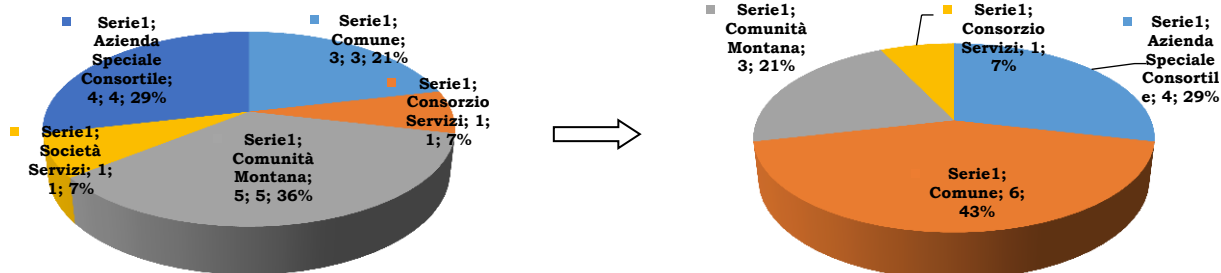 Serie1;
Azienda
Speciale
Consortile;
4; 4; 29%
Serie1;
Comune;
3; 3; 21%
Serie1;
Consorzio
Servizi; 1;
1; 7%
Serie1;
Società
Servizi; 1;
1; 7%
Serie1;
Comunità
Montana;
5; 5; 36%
Serie1;
Comunità
Montana;
3; 21%
Serie1;
Consorzio
Servizi; 1;
7%
Serie1;
Azienda
Speciale
Consortil
e; 4; 29%
Serie1;
Comune; 6;
43%